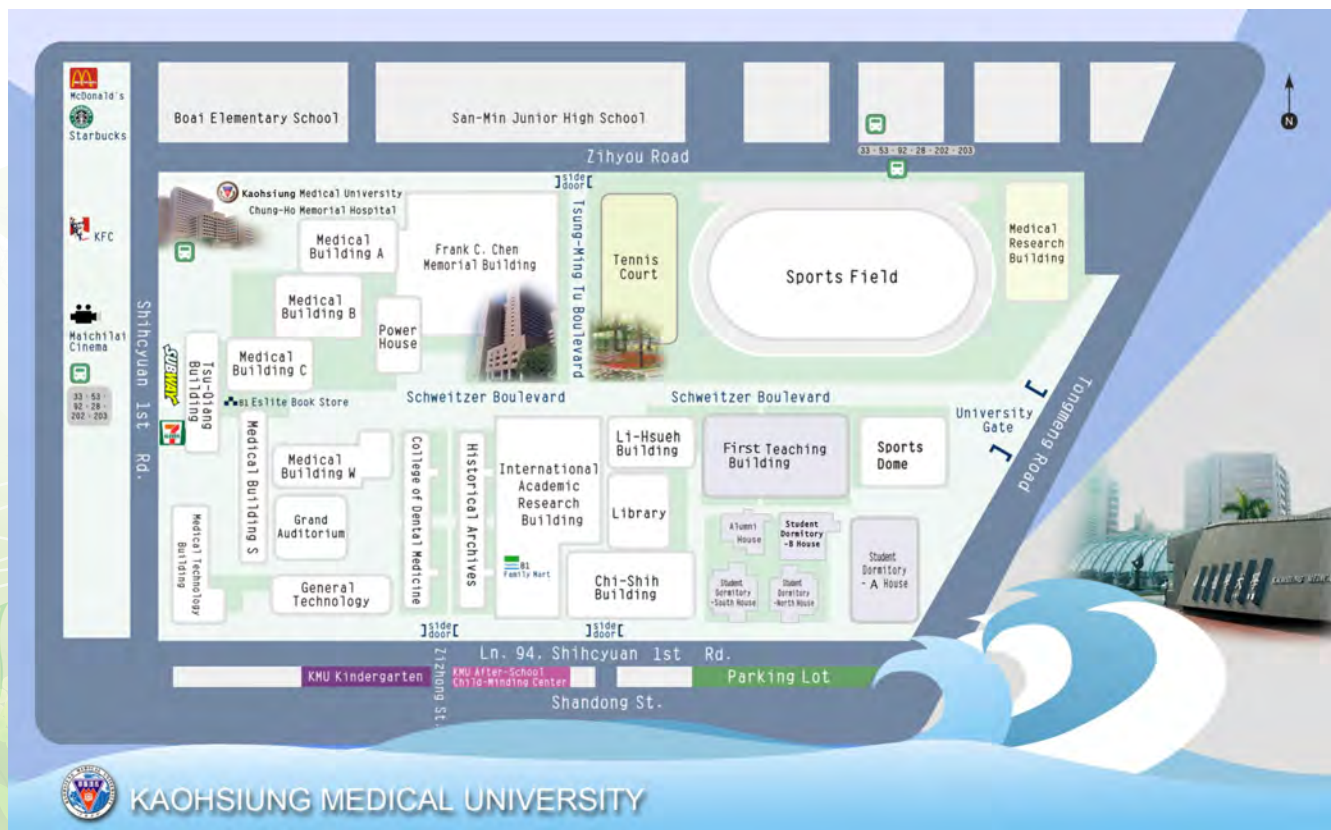 McDonald's
Starbucks
KFC
Maichilai
Cinema
33 · 53 ·
92 · 28 ·
202 · 203
Boai Elementary School
San-Min Junior High School
33 · 53 · 92 · 28 · 202 · 203
Zihyou Road
N
Shihcyuan 1st Rd.
Kaohsiung Medical University
Chung-Ho Memorial Hospital
Medical
Building A
Medical
Building B
Medical
Building C
Power
House
Frank C. Chen
Memorial Building
side
door
Tsung-Ming Tu Boulevard
Tennis
Court
Sports Field
Medical
Research
Building
SUBWAY
Tsu-Qiang
Building
7
ELEVEN
B1 Eslite Book Store
Schweitzer Boulevard
Schweitzer Boulevard
University
Gate
Tongmeng Road
Medical Building S
Medical
Building W
Grand
Auditorium
General
Technology
Medical Technology
Building
College of Dental Medicine
Historical Archives
International
Academic
Research
Building
B1
Family Mart
Li-Hsueh
Building
Library
Chi-Shih
Building
First Teaching
Building
Sports
Dome
Alumni
House
Student
Dormitory
-B House
Student
Dormitory
-South House
Student
Dormitory
-North House
Student
Dormitory
- A House
side
door
side
door
Ln. 94. Shihcyuan 1st Rd.
Zizhong St.
KMU Kindergarten
KMU After-School
Child-Minding Center
Parking Lot
Shandong St.
KAOHSIUNG MEDICAL UNIVERSITY